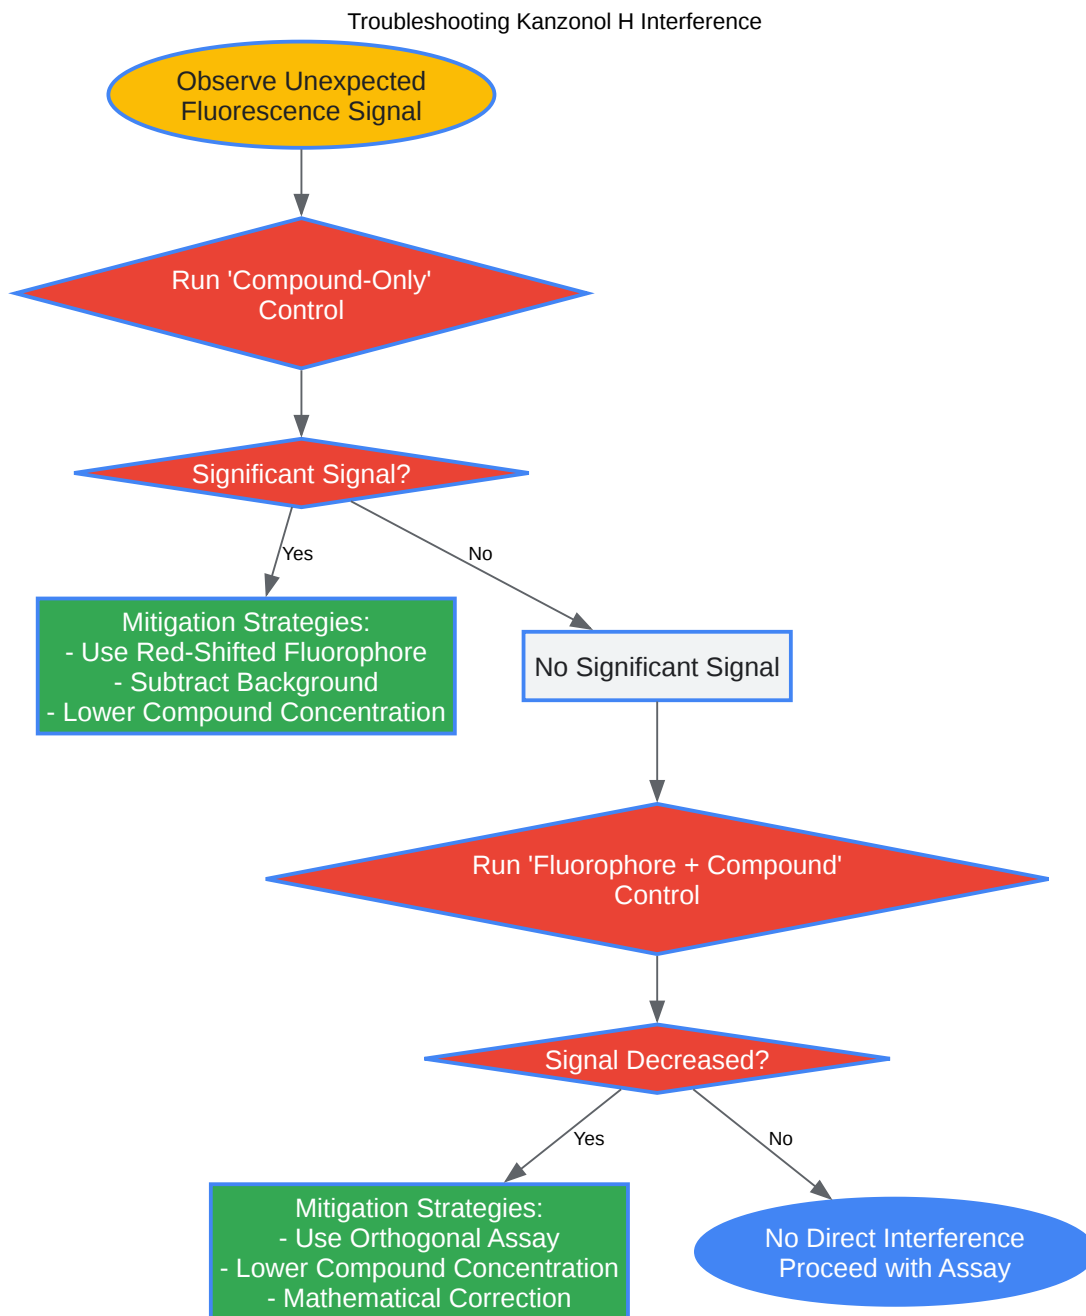 Troubleshooting Kanzonol H Interference
Observe Unexpected
Fluorescence Signal
Run 'Compound-Only'
Control
Significant Signal?
Yes
No
Mitigation Strategies:
- Use Red-Shifted Fluorophore
- Subtract Background
- Lower Compound Concentration
No Significant Signal
Run 'Fluorophore + Compound'
Control
Signal Decreased?
Yes
No
Mitigation Strategies:
- Use Orthogonal Assay
- Lower Compound Concentration
- Mathematical Correction
No Direct Interference
Proceed with Assay